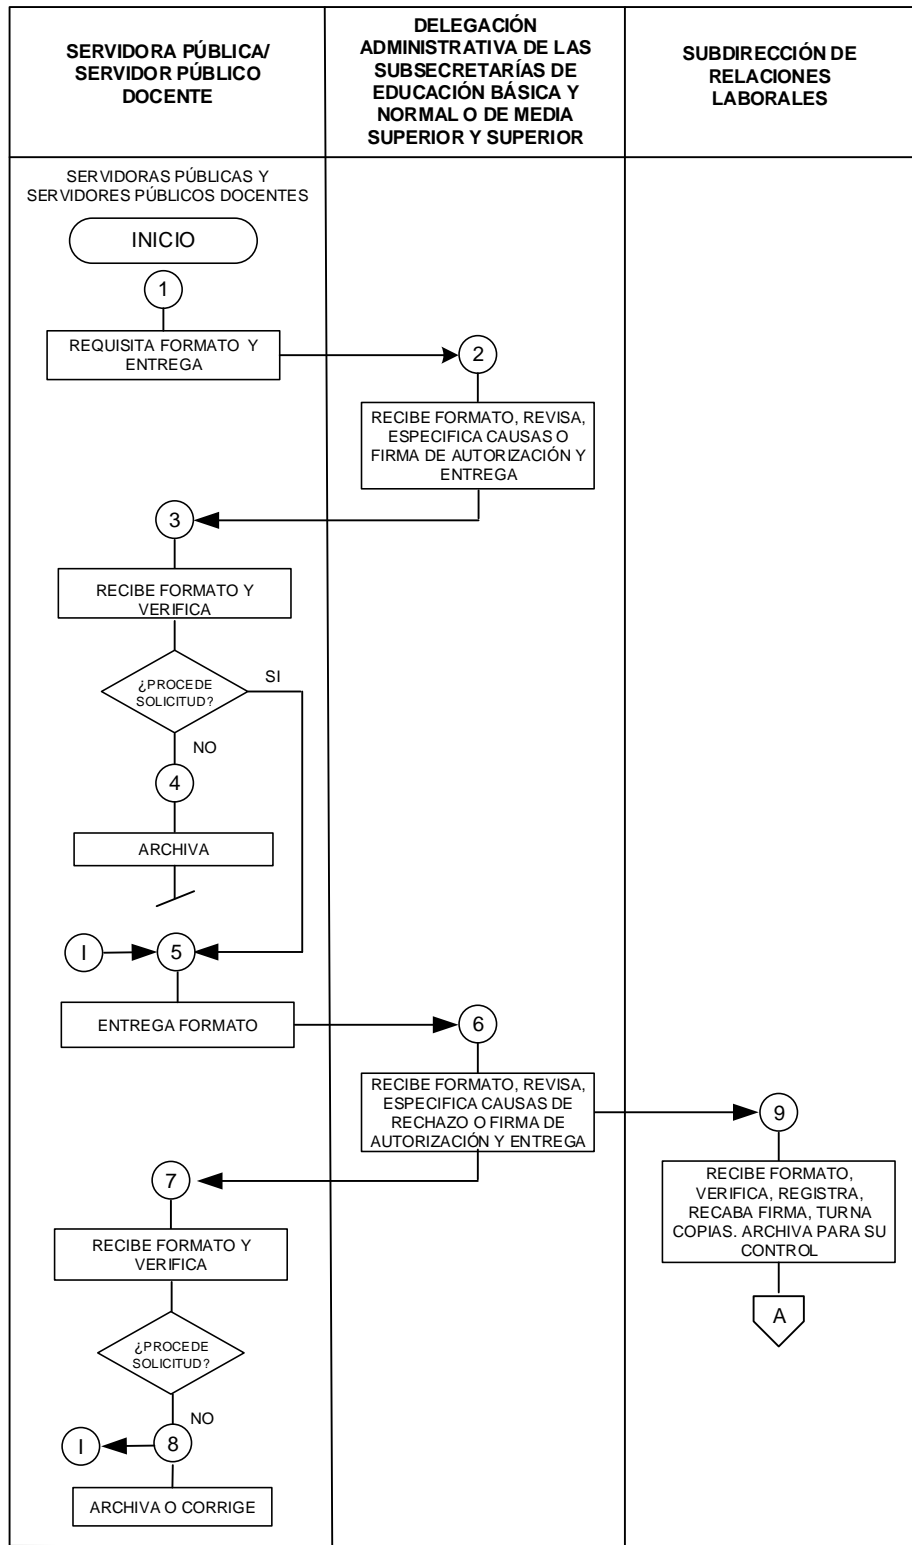 SERVIDORA PÚBLICA/
SERVIDOR PÚBLICO
DOCENTE
DELEGACIÓN
ADMINISTRATIVA DE LAS
SUBSECRETARÍAS DE
EDUCACIÓN BÁSICA Y
NORMAL O DE MEDIA
SUPERIOR Y SUPERIOR
SUBDIRECCIÓN DE
RELACIONES
LABORALES
SERVIDORAS PÚBLICAS Y
SERVIDORES PÚBLICOS DOCENTES
INICIO
1
REQUISITA FORMATO Y
ENTREGA
2
RECIBE FORMATO, REVISA,
ESPECIFICA CAUSAS O
FIRMA DE AUTORIZACIÓN Y
ENTREGA
3
RECIBE FORMATO Y
VERIFICA
¿PROCEDE
SOLICITUD?
SI
NO
4
ARCHIVA
I
5
ENTREGA FORMATO
6
RECIBE FORMATO, REVISA,
ESPECIFICA CAUSAS DE
RECHAZO O FIRMA DE
AUTORIZACIÓN Y ENTREGA
9
RECIBE FORMATO,
VERIFICA, REGISTRA,
RECABA FIRMA, TURNA
COPIAS. ARCHIVA PARA SU
CONTROL
A
7
RECIBE FORMATO Y
VERIFICA
¿PROCEDE
SOLICITUD?
NO
I
8
ARCHIVA O CORRIGE